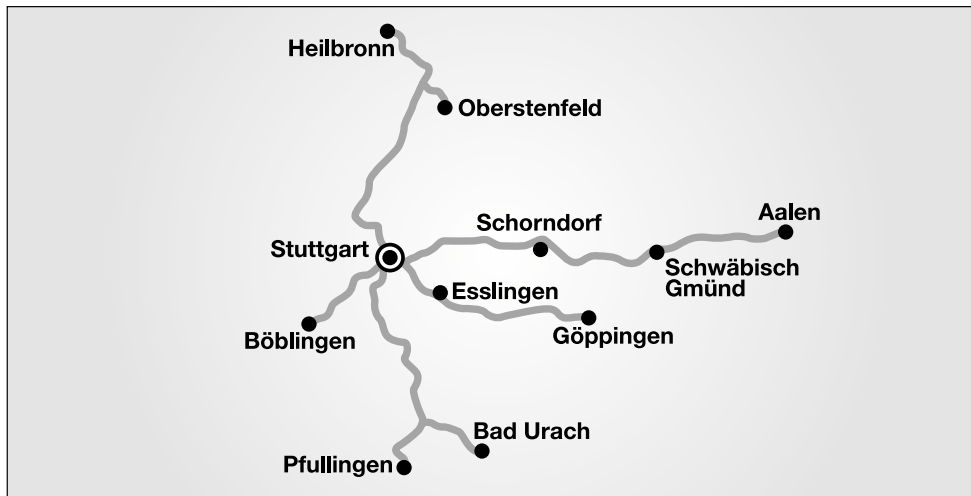 Heilbronn
Oberstenfeld
Aalen
Schorndorf
Stuttgart
Schwäbisch
Gmünd
Esslingen
Böblingen
Göppingen
Bad Urach
Pfullingen